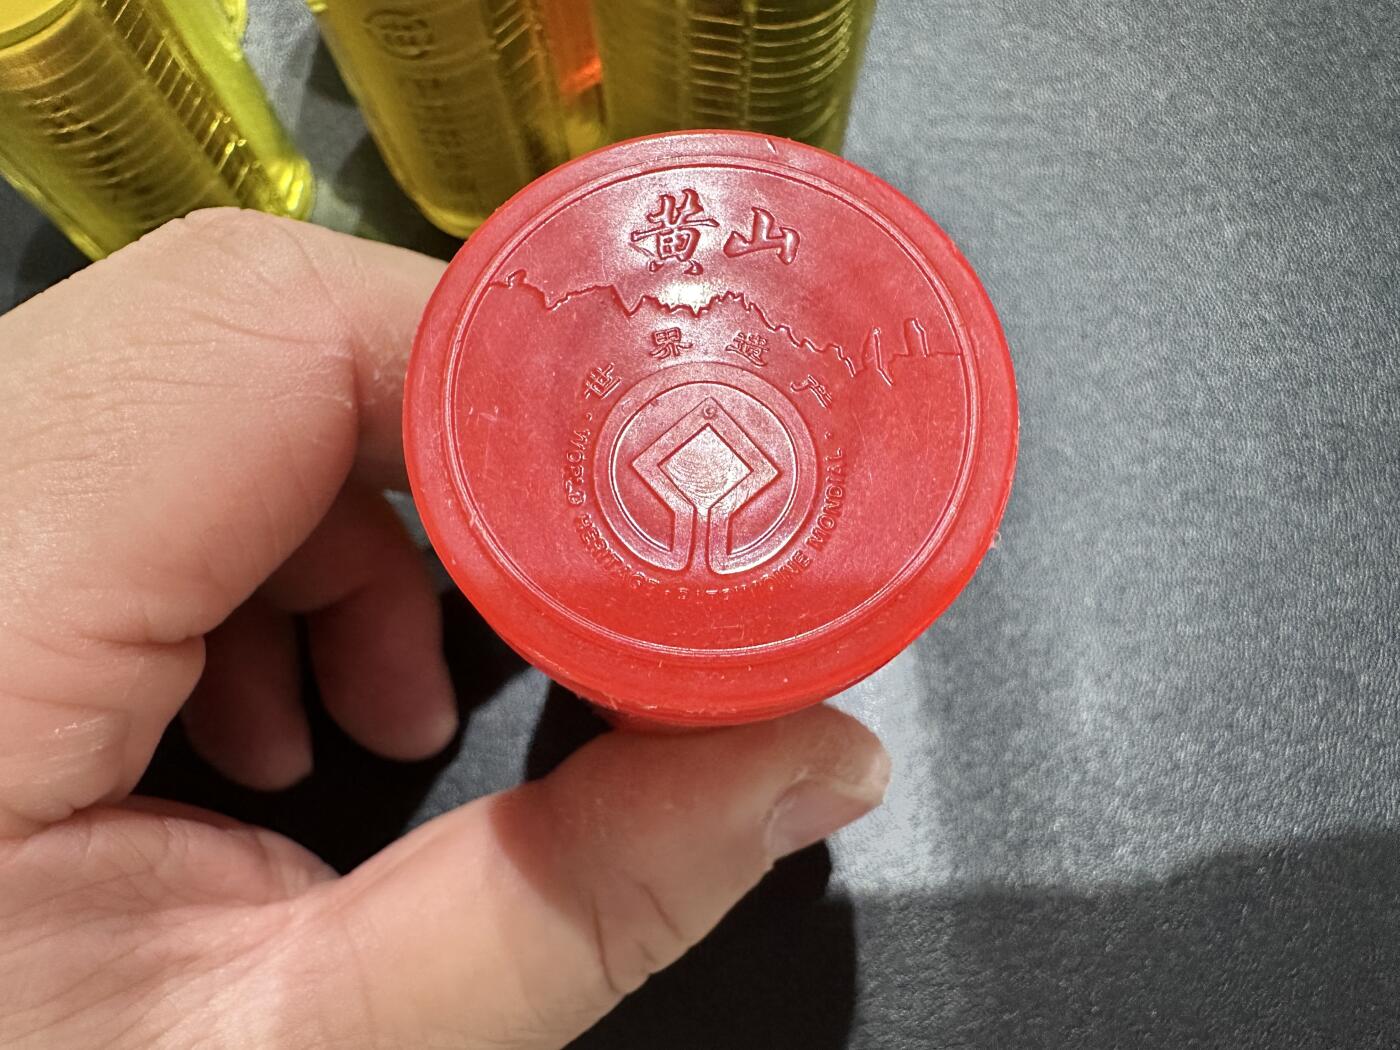 黄山
世界遗产
· WORLD HERITAGE · PATRIMOINE MONDIAL ·